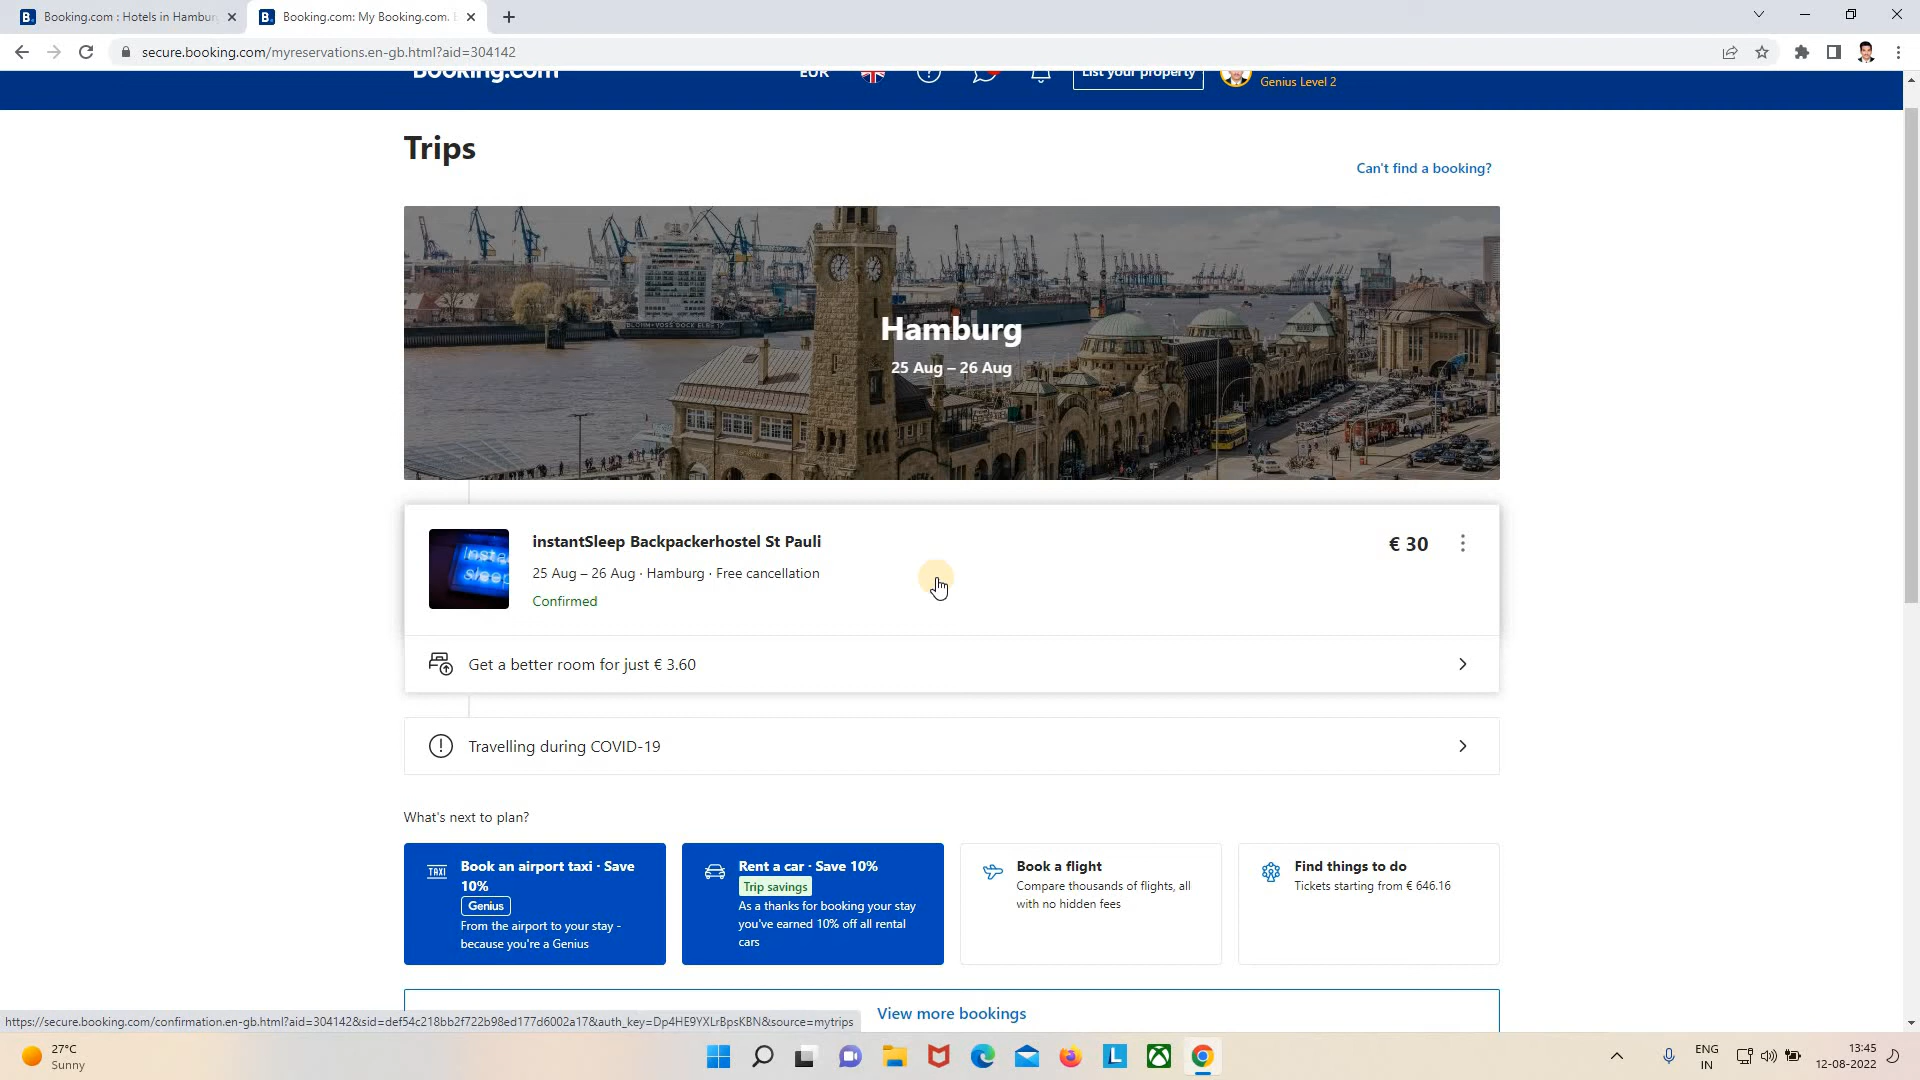 Booking.com : Hotels in Hambur
Booking.com: My Booking.com.
secure.booking.com/myreservations.en-gb.html?aid=304142
Booking.com
EUR
List your property
Genius Level 2
Trips
Can't find a booking?
Hamburg
25 Aug – 26 Aug
instantSleep Backpackerhostel St Pauli
€ 30
25 Aug – 26 Aug · Hamburg · Free cancellation
Confirmed
Get a better room for just € 3.60
Travelling during COVID-19
What's next to plan?
TAXI
Book an airport taxi · Save
10%
Genius
From the airport to your stay -
because you're a Genius
Rent a car · Save 10%
Trip savings
As a thanks for booking your stay
you've earned 10% off all rental
cars
Book a flight
Compare thousands of flights, all
with no hidden fees
Find things to do
Tickets starting from € 646.16
View more bookings
https://secure.booking.com/confirmation.en-gb.html?aid=304142&sid=def54c218bb2f722b98ed177d6002a17&auth_key=Dp4HE9YXLrBpsKBN&source=mytrips
27°C
Sunny
ENG
IN
13:45
12-08-2022